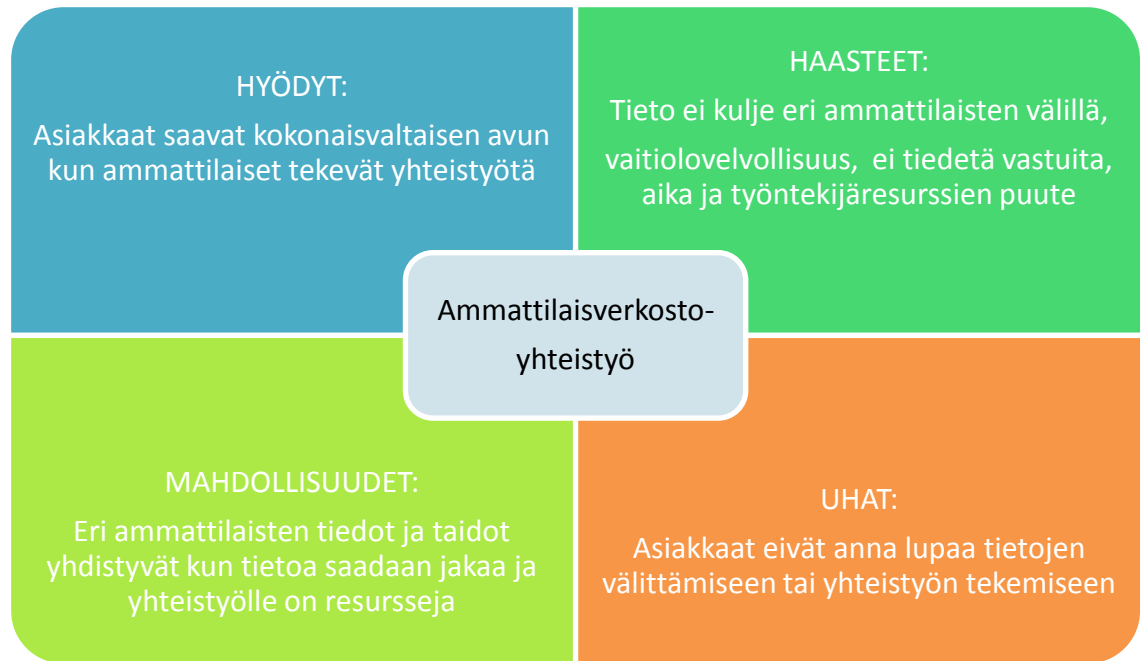 HYÖDYT:
Asiakkaat saavat kokonaisvaltaisen avun
kun ammattilaiset tekevät yhteistyötä
HAASTEET:
Tieto ei kulje eri ammattilaisten välillä,
vaitiolovelvollisuus, ei tiedetä vastuita,
aika ja työntekijäresurssien puute
Ammattilaisverkosto-
yhteistyö
MAHDOLLISUUDET:
Eri ammattilaisten tiedot ja taidot
yhdistyvät kun tietoa saadaan jakaa ja
yhteistyölle on resursseja
UHAT:
Asiakkaat eivät anna lupaa tietojen
välittämiseen tai yhteistyön tekemiseen